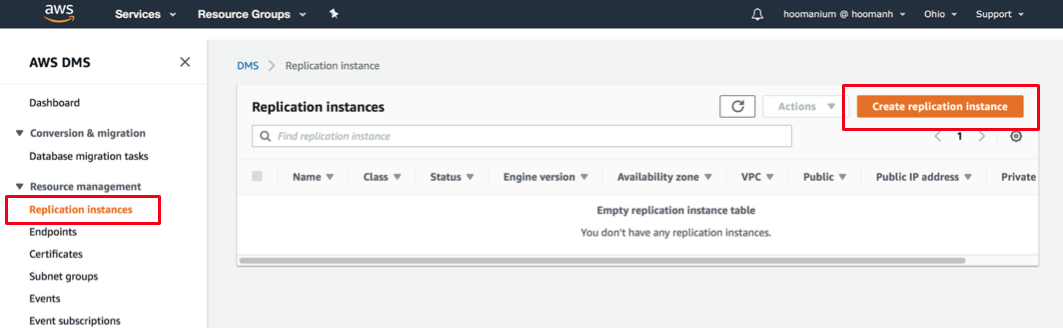 aws Services Resource Groups hoomanium @ hoomanh Ohio Support
AWS DMS
Dashboard
Conversion & migration
Database migration tasks
Resource management
Replication instances
Endpoints
Certificates
Subnet groups
Events
Event subscriptions
DMS > Replication instance
Replication instances Actions Create replication instance
Find replication instance 1
Name Class Status Engine version Availability zone VPC Public Public IP address Private
Empty replication instance table
You don't have any replication instances.